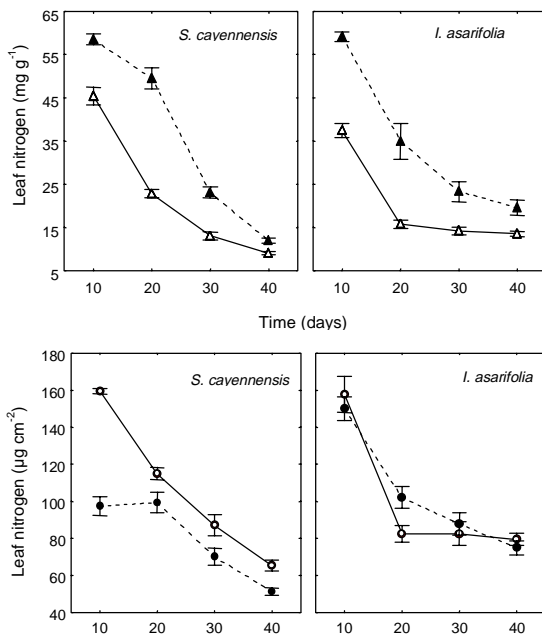 65
55
45
35
25
15
5
Leaf nitrogen (mg g⁻¹)
S. cayennensis
I. asarifolia
10 20 30 40 10 20 30 40
Time (days)
180
160
140
120
100
80
60
40
Leaf nitrogen (µg cm⁻²)
S. cayennensis
I. asarifolia
10 20 30 40 10 20 30 40